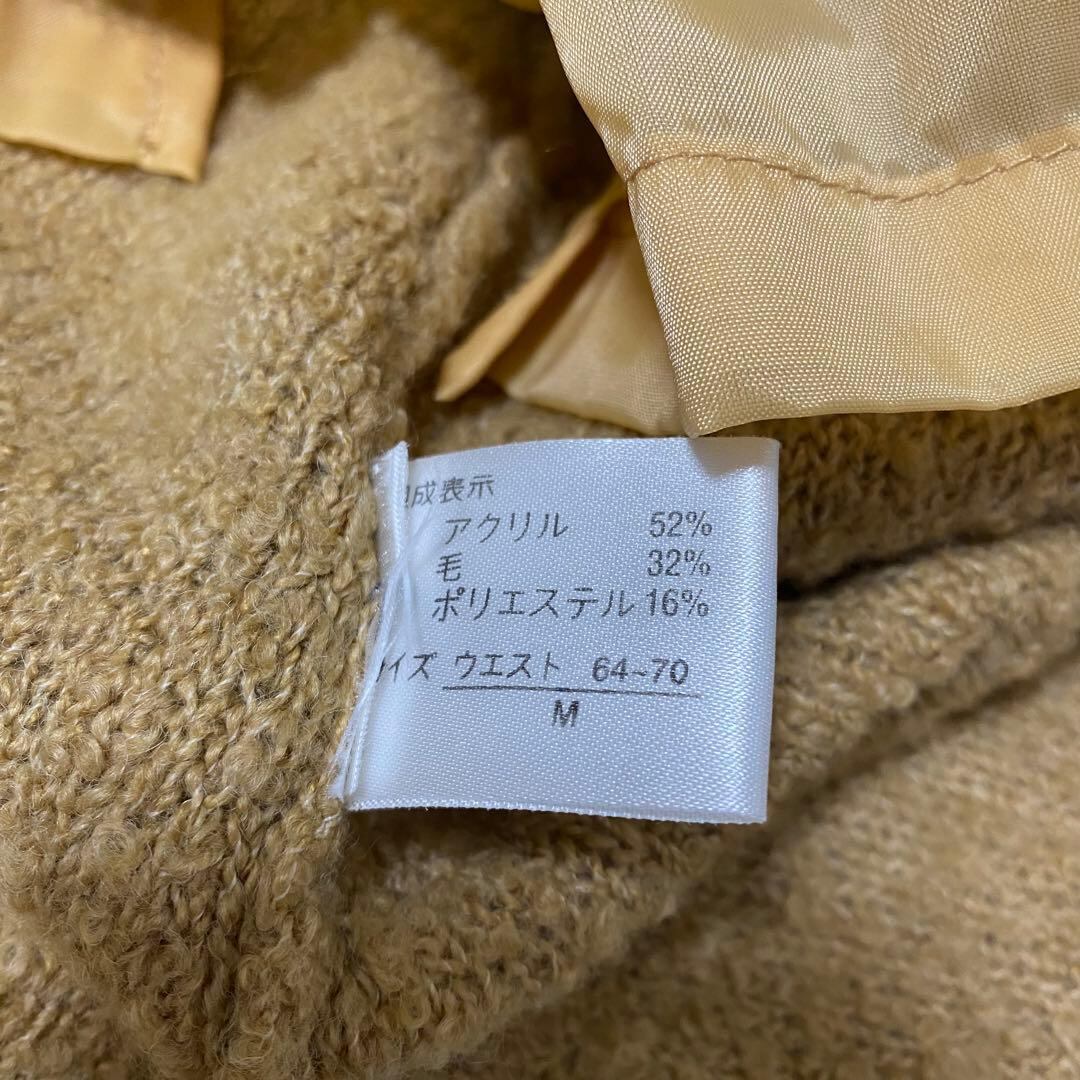 成表示
アクリル 52%
毛 32%
ポリエステル 16%
イズ ウエスト 64~70
M